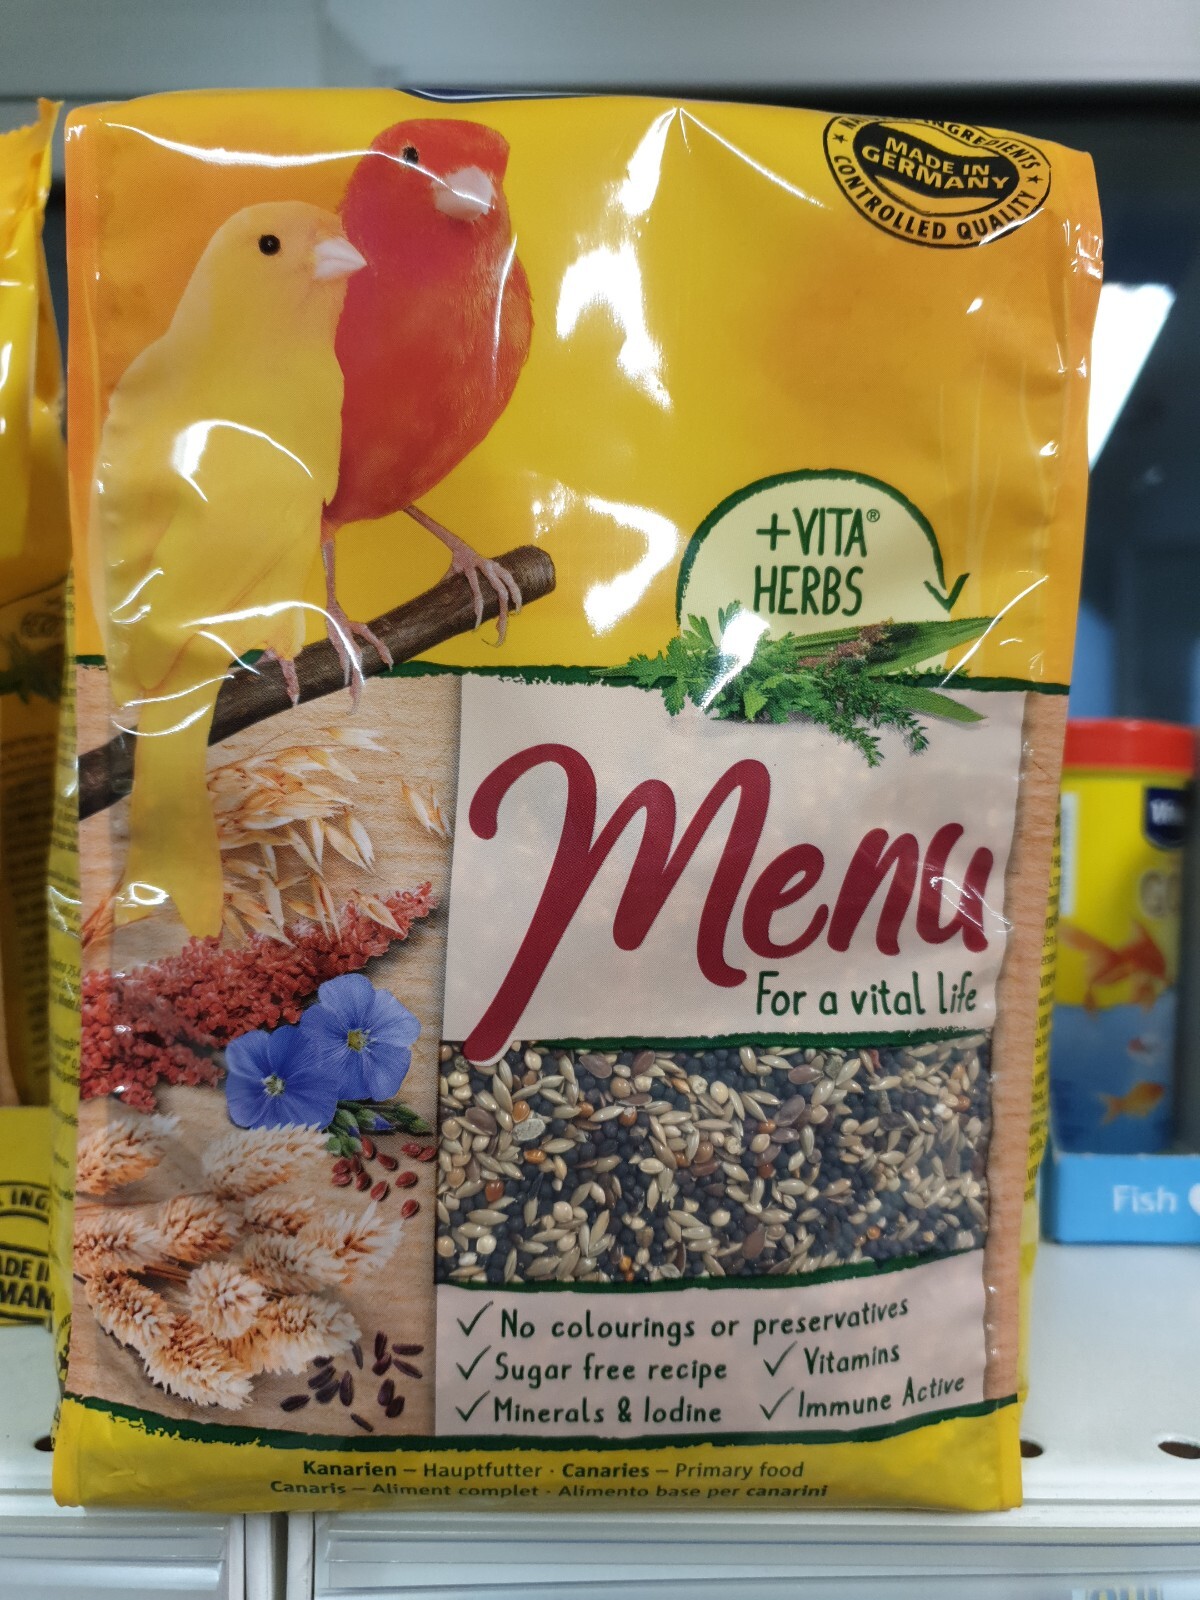 INGREDIENTS
MADE IN
GERMANY
CONTROLLED QUALITY
+VITA®
HERBS
Menu
For a vital life
✓ No colourings or preservatives
✓ Sugar free recipe ✓ Vitamins
✓ Minerals & Iodine ✓ Immune Active
Kanarien – Hauptfutter · Canaries – Primary food
Canaris – Aliment complet · Alimento base per canarini
Fish